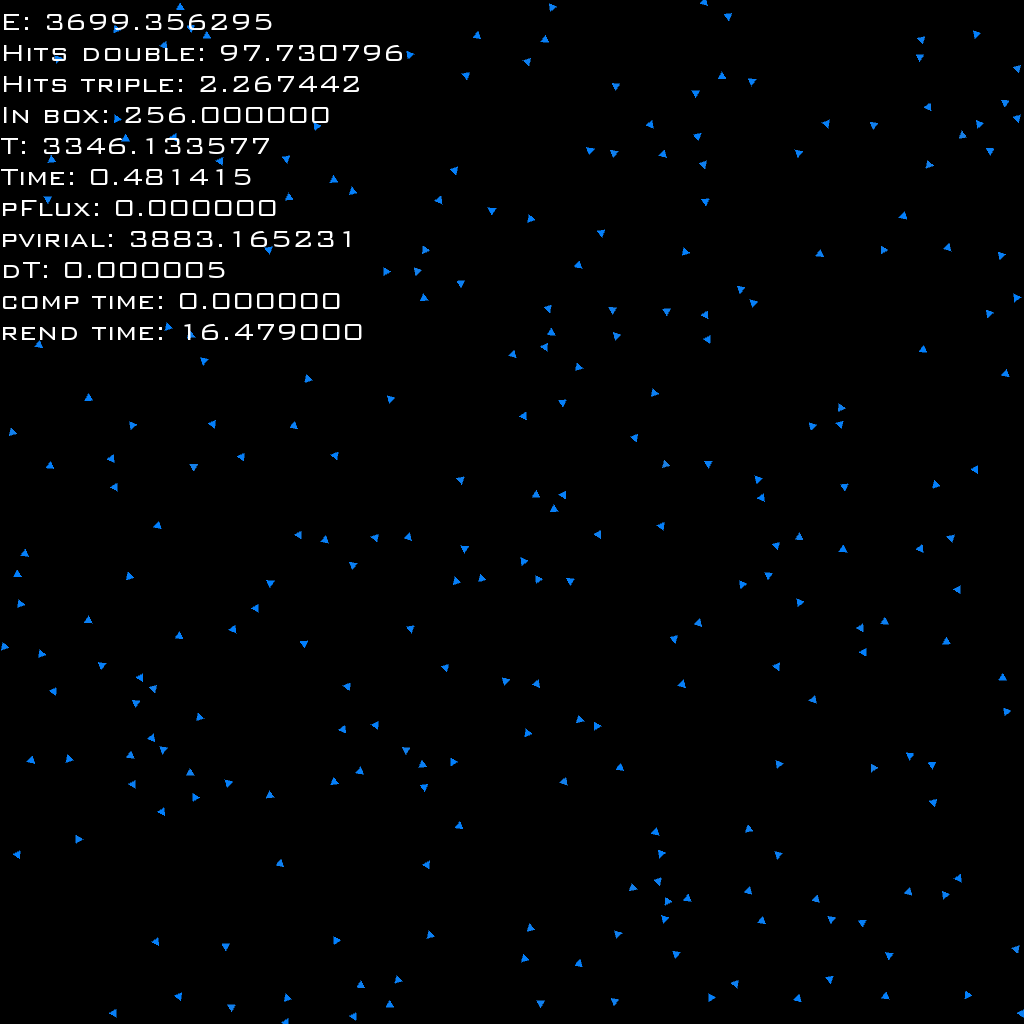 E: 3699.356295
Hits double: 97.730796
Hits triple: 2.267442
In box: 256.000000
T: 3346.133577
Time: 0.481415
pFlux: 0.000000
pvirial: 3883.165231
dT: 0.000005
comp time: 0.000000
rend time: 16.479000